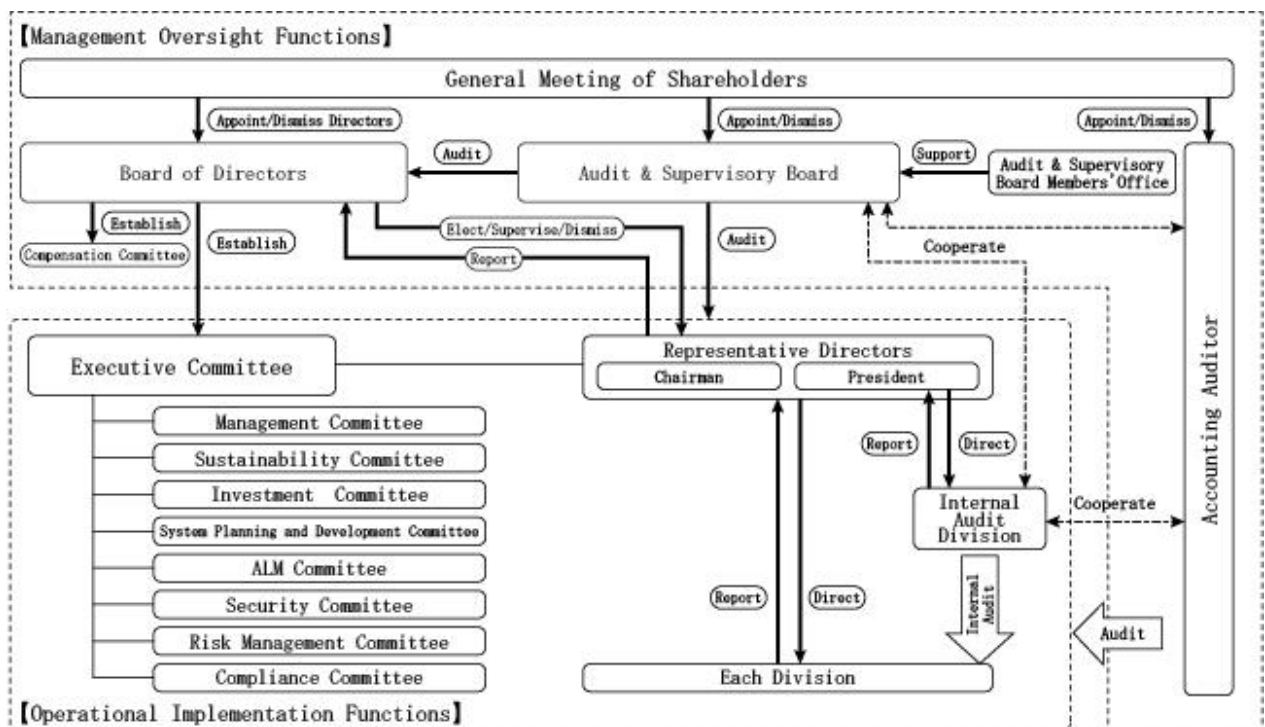 【Management Oversight Functions】
General Meeting of Shareholders
Appoint/Dismiss Directors
Appoint/Dismiss
Appoint/Dismiss
Board of Directors
Audit
Audit & Supervisory Board
Support
Audit & Supervisory
Board Members'Office
Establish
Compensation Committee
Establish
Elect/Supervise/Dismiss
Report
Audit
Cooperate
Accounting Auditor
Executive Committee
Representative Directors
Chairman
President
Management Committee
Sustainability Committee
Investment Committee
System Planning and Development Committee
ALM Committee
Security Committee
Risk Management Committee
Compliance Committee
Report
Direct
Internal
Audit
Division
Cooperate
Report
Direct
Internal
Audit
Audit
Each Division
【Operational Implementation Functions】